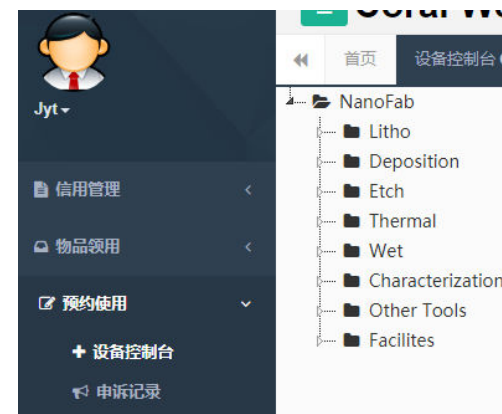 Coral We
首页
设备控制台
Jyt
NanoFab
Litho
Deposition
Etch
Thermal
Wet
Characterization
Other Tools
Facilites
信用管理
物品领用
预约使用
设备控制台
申诉记录